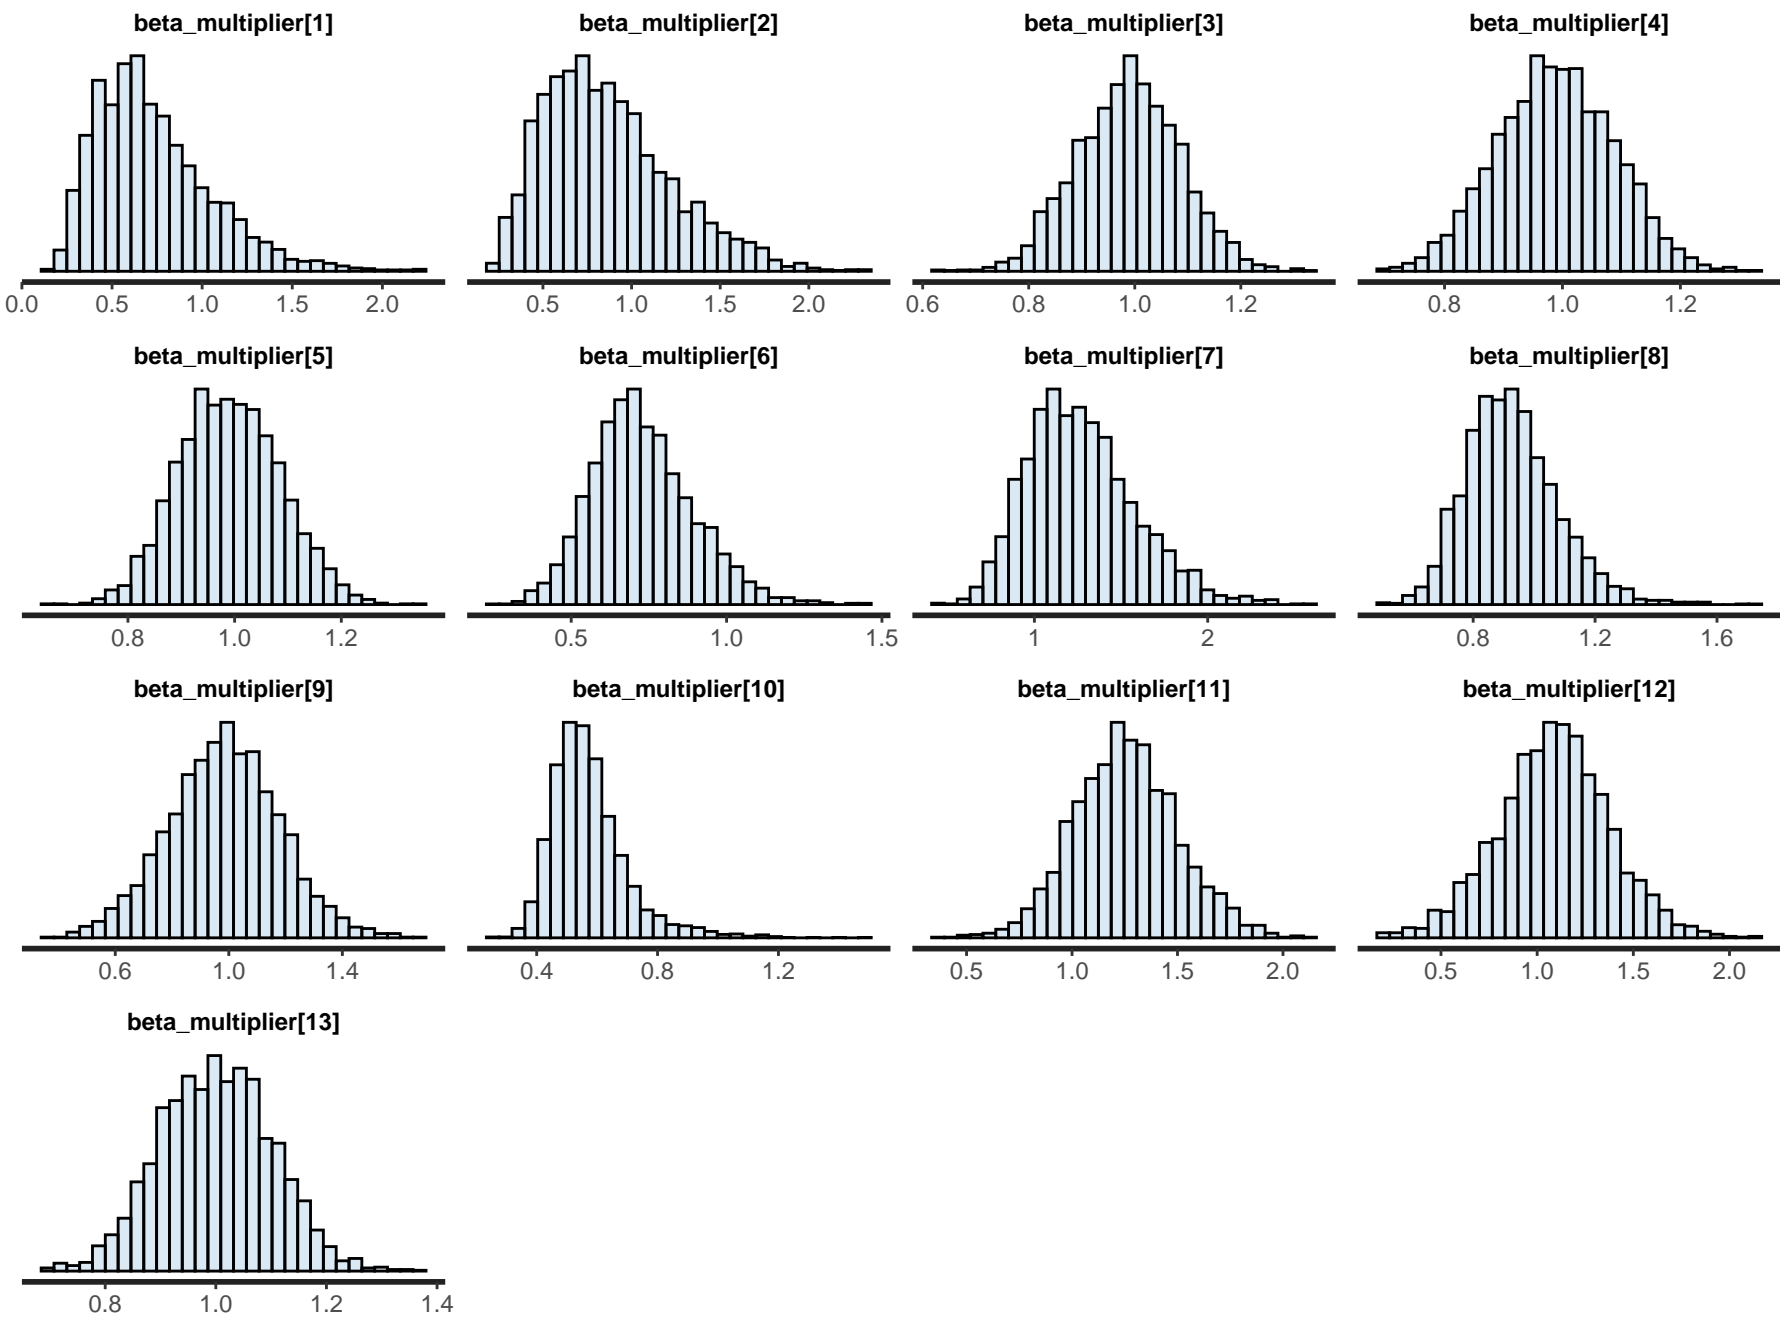 beta_multiplier[1] beta_multiplier[2] beta_multiplier[3] beta_multiplier[4]
0.0 0.5 1.0 1.5 2.0 0.5 1.0 1.5 2.0 0.6 0.8 1.0 1.2 0.8 1.0 1.2
beta_multiplier[5] beta_multiplier[6] beta_multiplier[7] beta_multiplier[8]
0.8 1.0 1.2 0.5 1.0 1.5 1 2 0.8 1.2 1.6
beta_multiplier[9] beta_multiplier[10] beta_multiplier[11] beta_multiplier[12]
0.6 1.0 1.4 0.4 0.8 1.2 0.5 1.0 1.5 2.0 0.5 1.0 1.5 2.0
beta_multiplier[13]
0.8 1.0 1.2 1.4